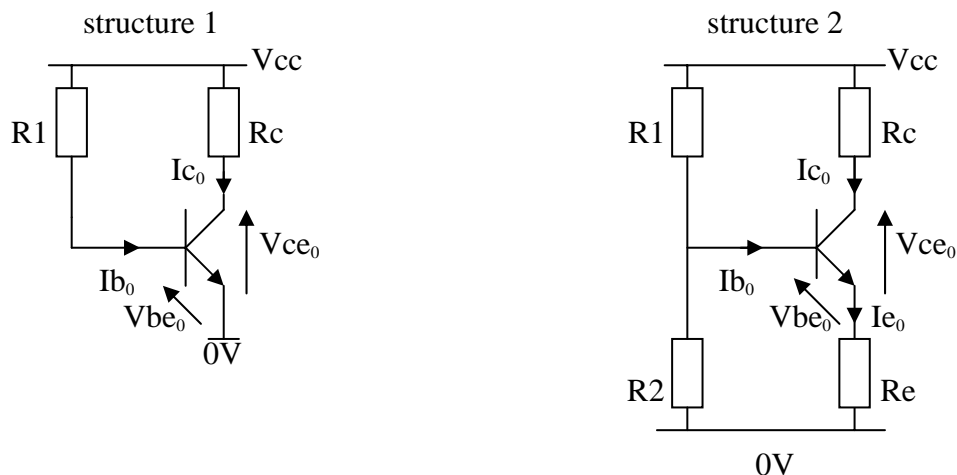 structure 1
Vcc
R1
Rc
Ic₀
Vce₀
Ib₀
Vbe₀
0V
structure 2
Vcc
R1
Rc
Ic₀
Vce₀
Ib₀
Vbe₀ Ie₀
R2
Re
0V